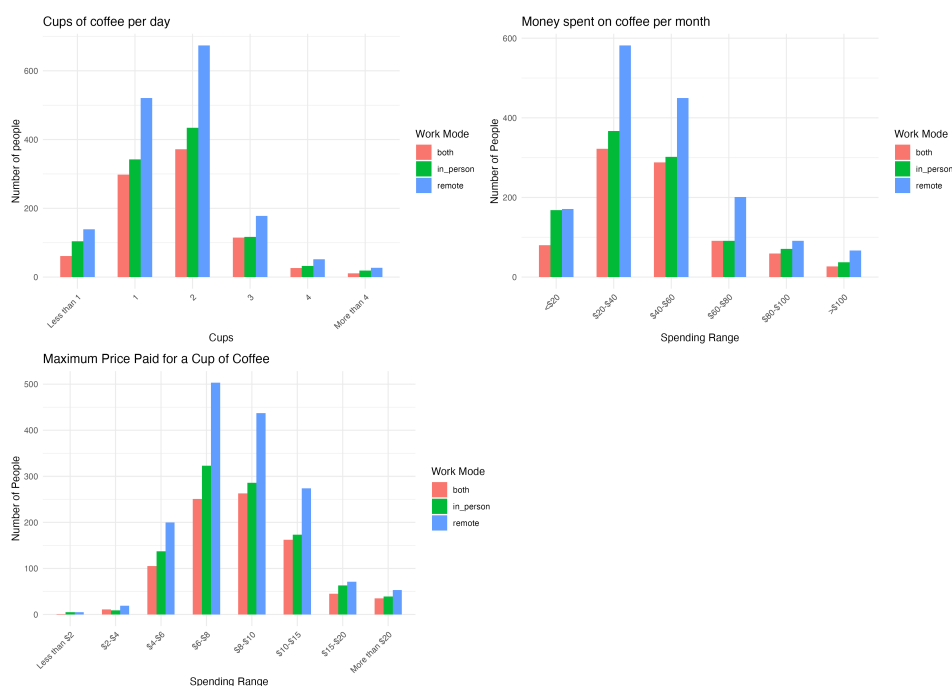 Cups of coffee per day
Number of people
600
400
200
0
Less than 1
1
2
3
4
More than 4
Cups
Work Mode
both
in_person
remote
Money spent on coffee per month
Number of People
600
400
200
0
<$20
$20-$40
$40-$60
$60-$80
$80-$100
>$100
Spending Range
Work Mode
both
in_person
remote
Maximum Price Paid for a Cup of Coffee
Number of People
500
400
300
200
100
0
Less than $2
$2-$4
$4-$6
$6-$8
$8-$10
$10-$15
$15-$20
More than $20
Spending Range
Work Mode
both
in_person
remote